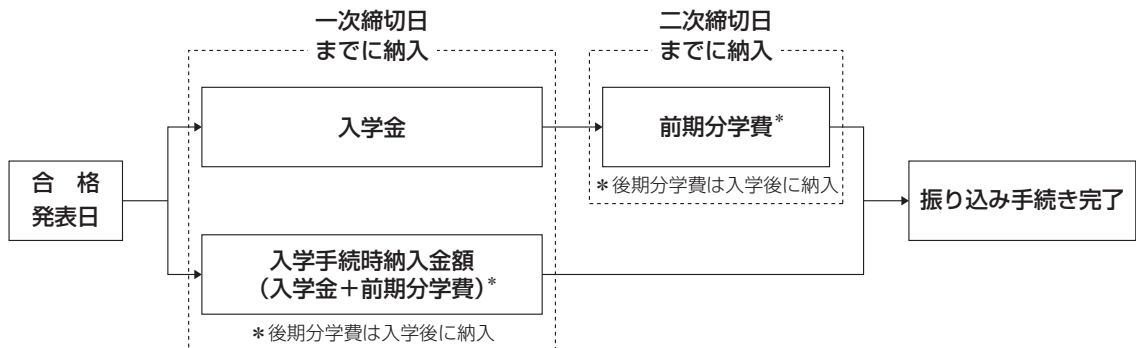 合　格
発表日
一次締切日
までに納入
入学金
入学手続時納入金額
（入学金＋前期分学費）*
＊後期分学費は入学後に納入
二次締切日
までに納入
前期分学費*
＊後期分学費は入学後に納入
振り込み手続き完了